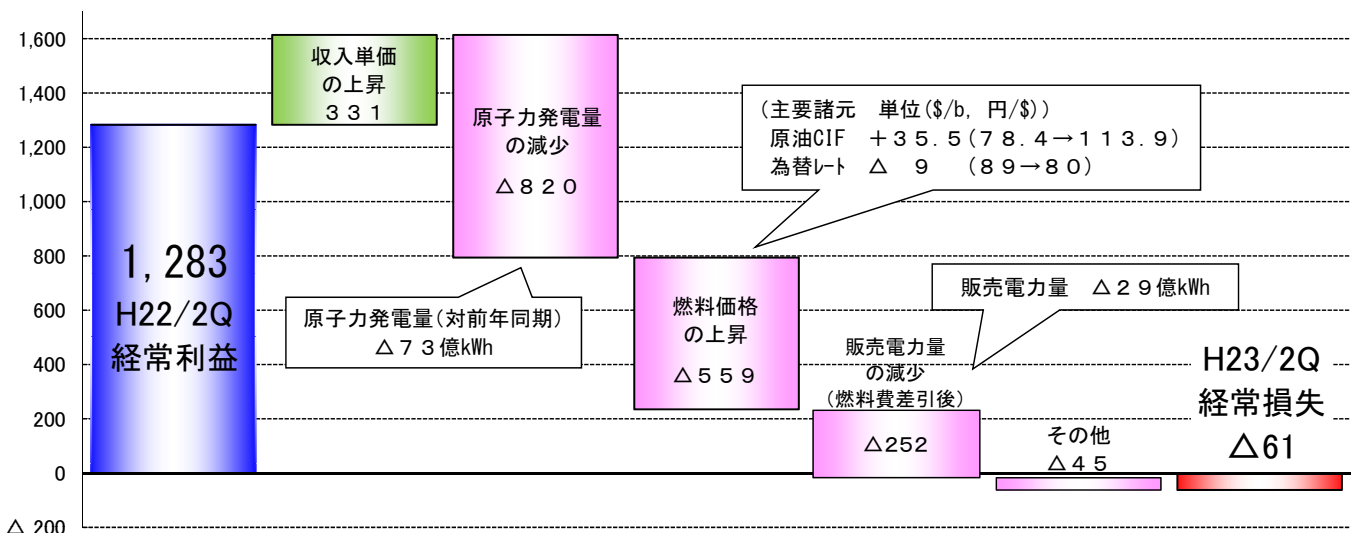 1,600
1,400
1,200
1,000
800
600
400
200
0
△ 200
1,283
H22/2Q
経常利益
収入単価
の上昇
３３１
原子力発電量
の減少
△８２０
原子力発電量(対前年同期)
△７３億kWh
(主要諸元　単位($/b, 円/$))
原油CIF　＋３５.５(７８.４→１１３.９)
為替ﾚｰﾄ　△　９　(８９→８０)
燃料価格
の上昇
△５５９
販売電力量　△２９億kWh
販売電力量
の減少
(燃料費差引後)
△252
その他
△４５
H23/2Q
経常損失
△61